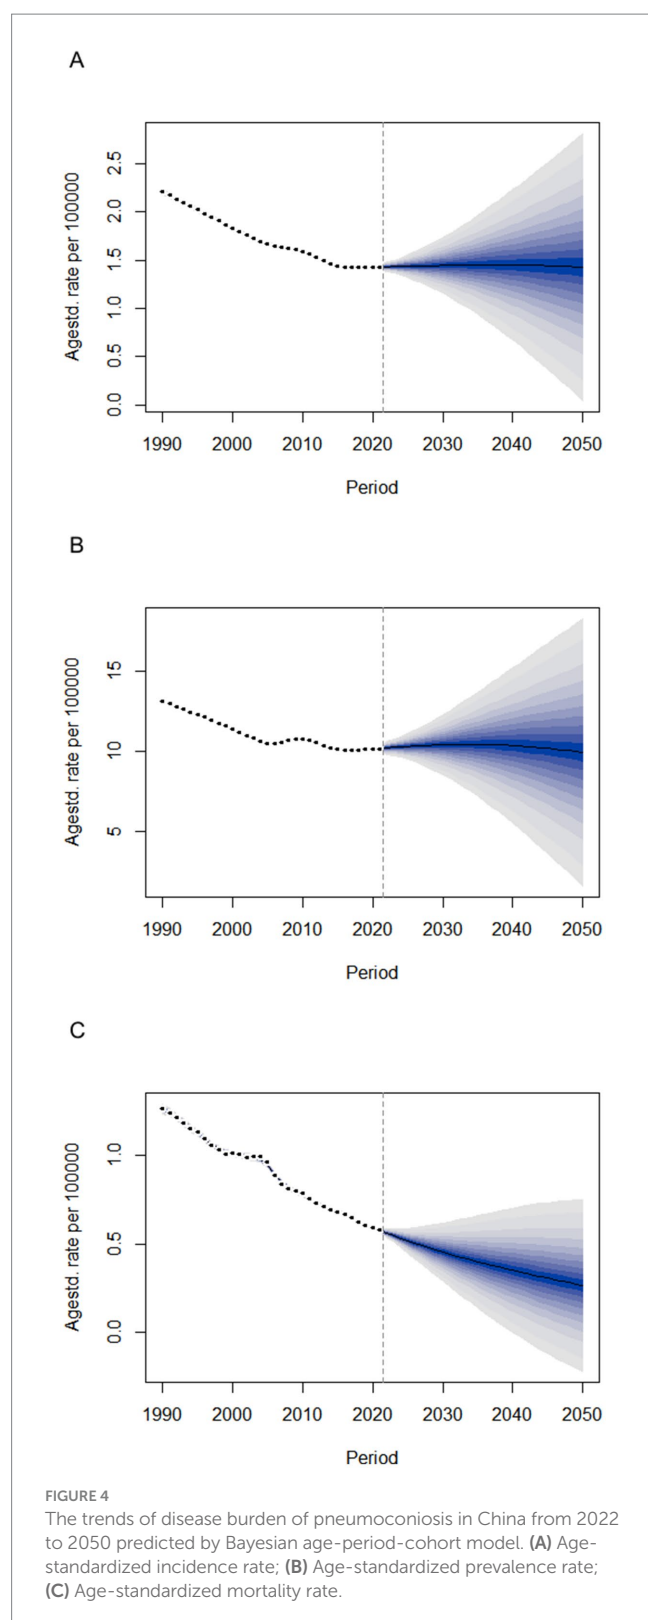 A
Agestd. rate per 100000
2.5
2.0
1.5
1.0
0.5
0.0
1990 2000 2010 2020 2030 2040 2050
Period
B
Agestd. rate per 100000
15
10
5
1990 2000 2010 2020 2030 2040 2050
Period
C
Agestd. rate per 100000
1.0
0.5
0.0
1990 2000 2010 2020 2030 2040 2050
Period
FIGURE 4
The trends of disease burden of pneumoconiosis in China from 2022
to 2050 predicted by Bayesian age-period-cohort model. (A) Age-
standardized incidence rate; (B) Age-standardized prevalence rate;
(C) Age-standardized mortality rate.